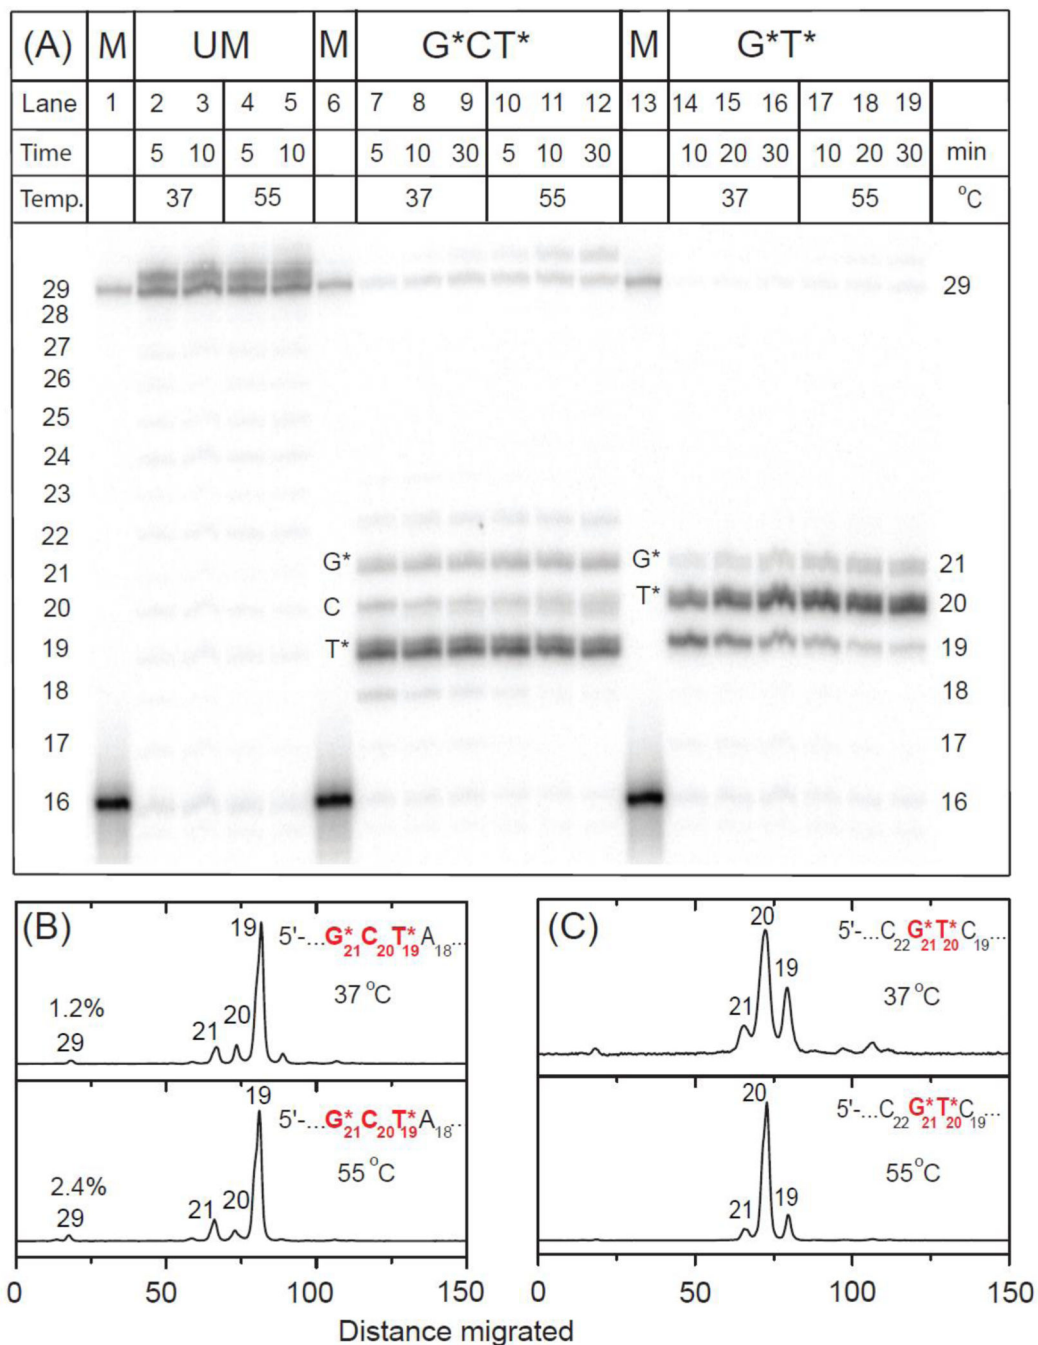 (A) M UM M G*CT* M G*T*
Lane 1 2 3 4 5 6 7 8 9 10 11 12 13 14 15 16 17 18 19
Time 5 10 5 10 5 10 30 5 10 30 10 20 30 10 20 30 min
Temp. 37 55 37 55 37 55 °C
29 29
28
27
26
25
24
23
22
G* G* 21
21
T*
20 C 20
19 T* 19
18 18
17 17
16 16
(B) 19 5'-...G*₂₁C₂₀T*₁₉A₁₈...
37 °C
1.2%
29 21 20
19 5'-...G*₂₁C₂₀T*₁₉A₁₈...
55 °C
2.4%
29 21 20
0 50 100 150
(C) 20 5'-...C₂₂G*₂₁T*₂₀C₁₉...
19 37 °C
21
20 5'-...C₂₂G*₂₁T*₂₀C₁₉...
55 °C
21 19
0 50 100 150
Distance migrated